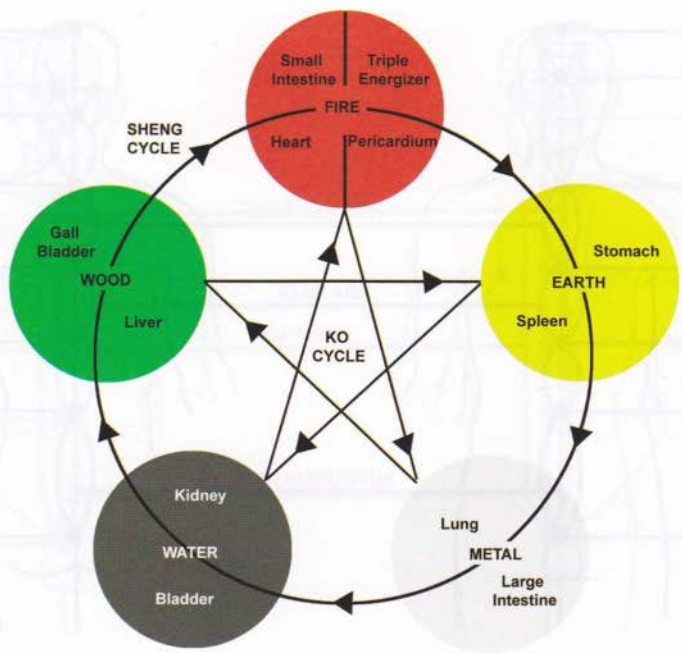 Small
Intestine
Triple
Energizer
FIRE
Heart
Pericardium
SHENG
CYCLE
Gall
Bladder
WOOD
Liver
Stomach
EARTH
Spleen
KO
CYCLE
Kidney
WATER
Bladder
Lung
METAL
Large
Intestine